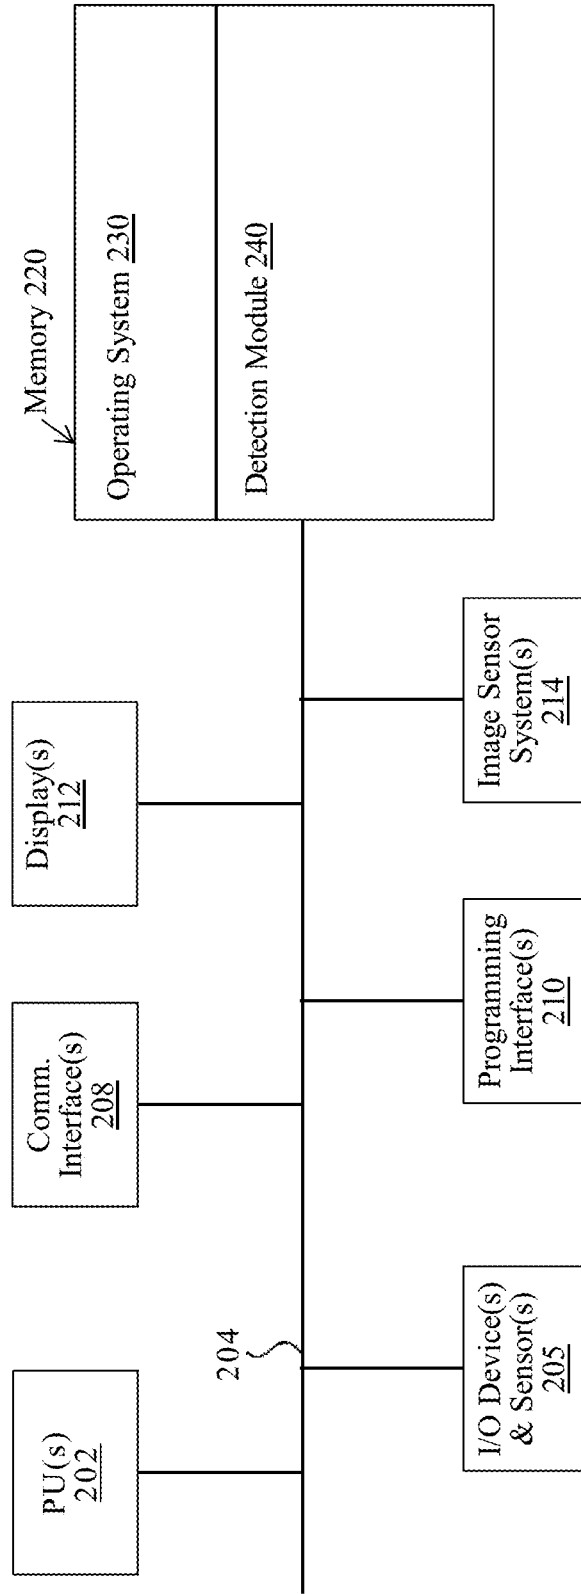 PU(s)
202
Comm.
Interface(s)
208
Display(s)
212
Memory 220
Operating System 230
Detection Module 240
204
I/O Device(s)
& Sensor(s)
205
Programming
Interface(s)
210
Image Sensor
System(s)
214